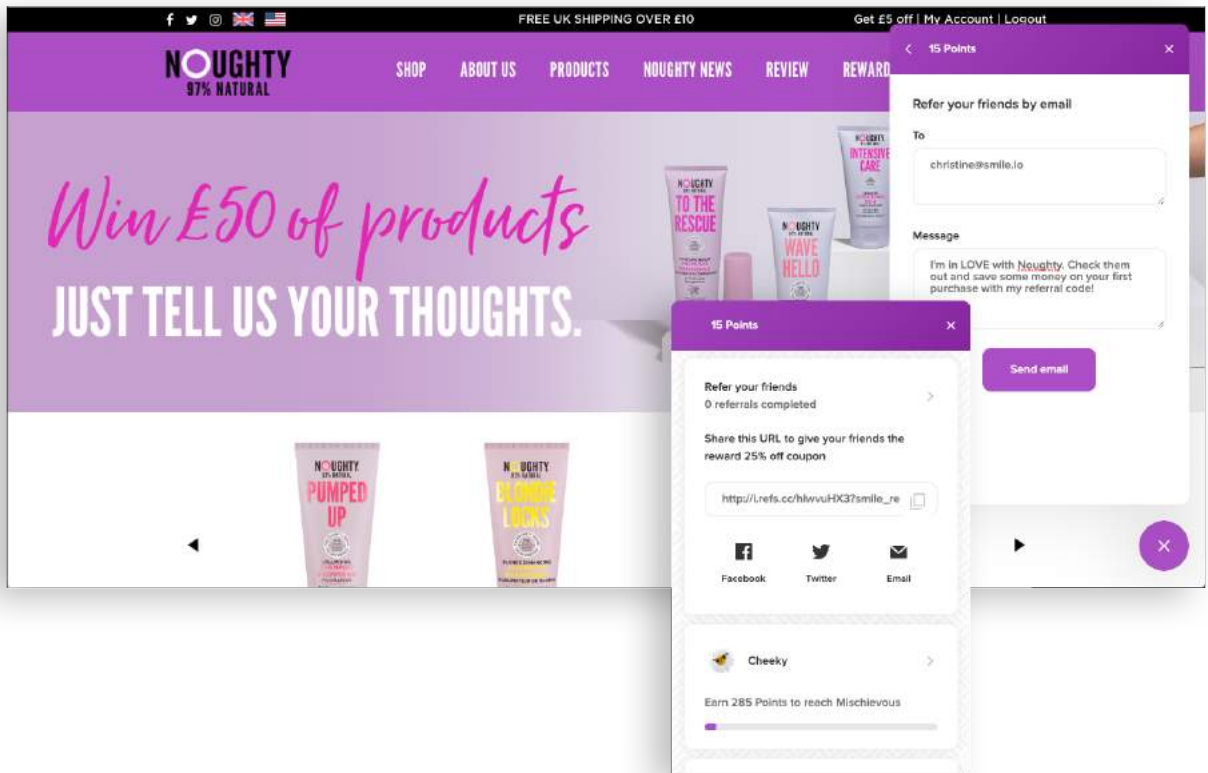 FREE UK SHIPPING OVER £10
Get £5 off | My Account | Logout
NOUGHTY
97% NATURAL
SHOP
ABOUT US
PRODUCTS
NOUGHTY NEWS
REVIEW
REWARD
Win £50 of products
JUST TELL US YOUR THOUGHTS.
NOUGHTY
TO THE
RESCUE
NOUGHTY
WAVE
HELLO
NOUGHTY
INTENSIVE
CARE
15 Points
Refer your friends by email
To
christine@smile.io
Message
I'm in LOVE with Noughty. Check them
out and save some money on your first
purchase with my referral code!
Send email
15 Points
Refer your friends
0 referrals completed
Share this URL to give your friends the
reward 25% off coupon
http://i.refs.cc/hlwvuHX3?smile_re
Facebook
Twitter
Email
Cheeky
Earn 285 Points to reach Mischievous
NOUGHTY
97% NATURAL
PUMPED
UP
NOUGHTY
97% NATURAL
BLONDIE
LOCKS